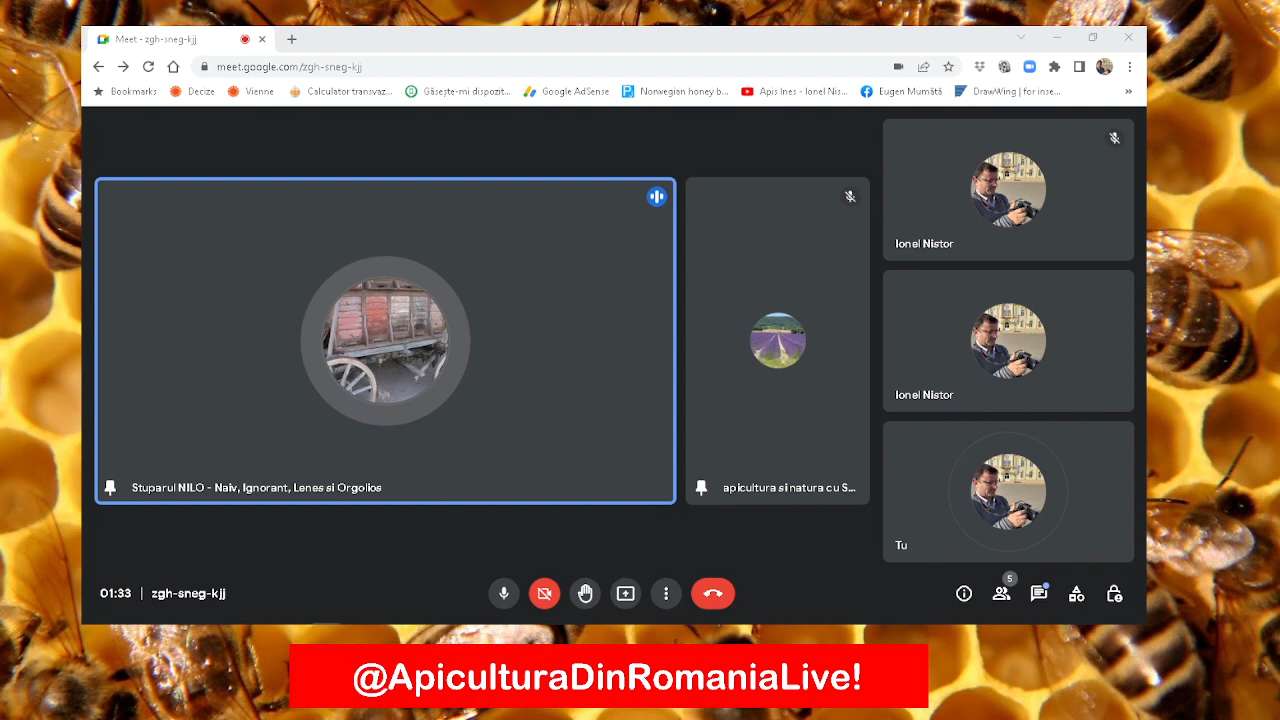 Meet - zgh-sneg-kjj
meet.google.com/zgh-sneg-kjj
Bookmarks Decize Vienne Calculator transvaz... Găsește-mi dispozit... Google AdSense Norwegian honey b... Apis Ines - Ionel Nis... Eugen Mumătă DrawWing | for inse... »
Ionel Nistor
Ionel Nistor
Stuparul NILO - Naiv, Ignorant, Lenes si Orgolios
apicultura si natura cu S...
Tu
01:33 | zgh-sneg-kjj
5
@ApiculturaDinRomaniaLive!